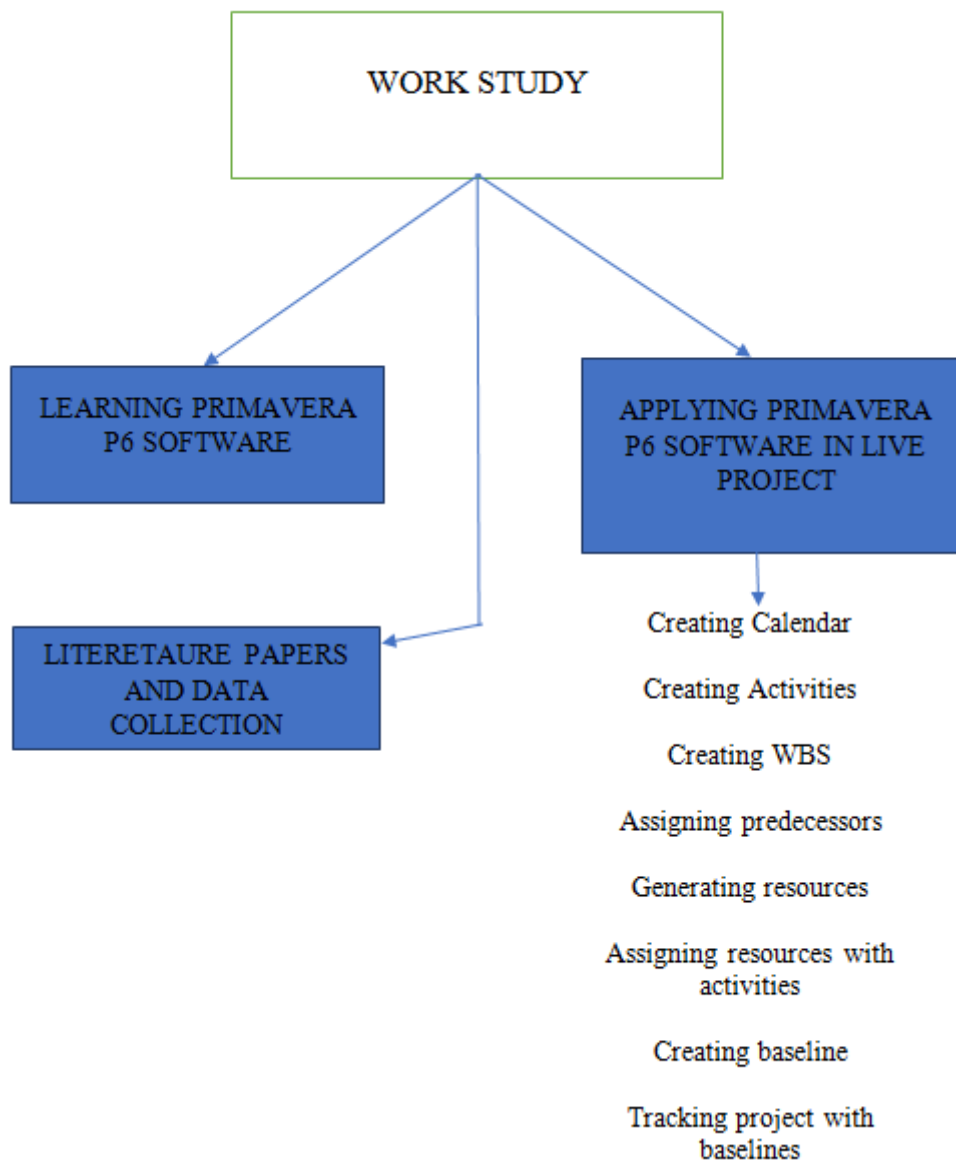 WORK STUDY
LEARNING PRIMAVERA
P6 SOFTWARE
APPLYING PRIMAVERA
P6 SOFTWARE IN LIVE
PROJECT
LITERETAURE PAPERS
AND DATA
COLLECTION
Creating Calendar
Creating Activities
Creating WBS
Assigning predecessors
Generating resources
Assigning resources with
activities
Creating baseline
Tracking project with
baselines